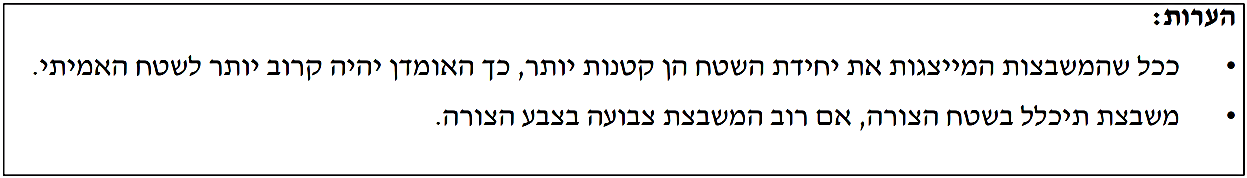 הערות:
• ככל שהמשבצות המייצגות את יחידת השטח הן קטנות יותר, כך האומדן יהיה קרוב יותר לשטח האמיתי.
• משבצת תיכלל בשטח הצורה, אם רוב המשבצת צבועה בצבע הצורה.